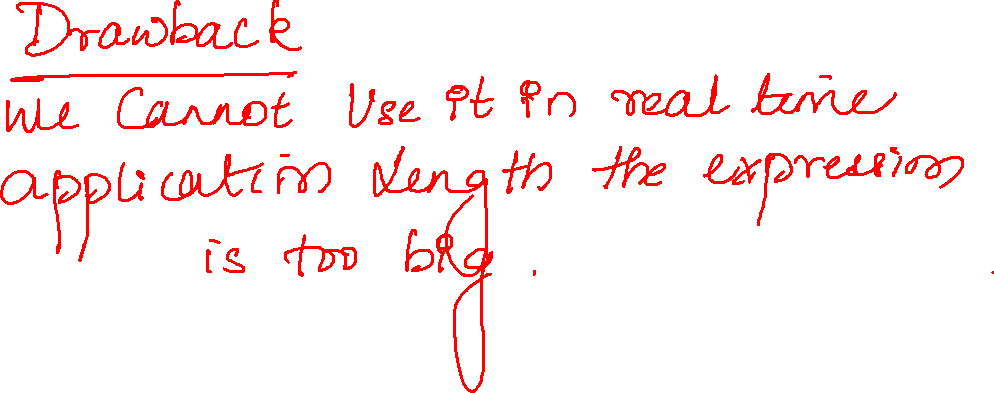 Drawback
We Cannot Use it in real time
application length the expression
is too big.